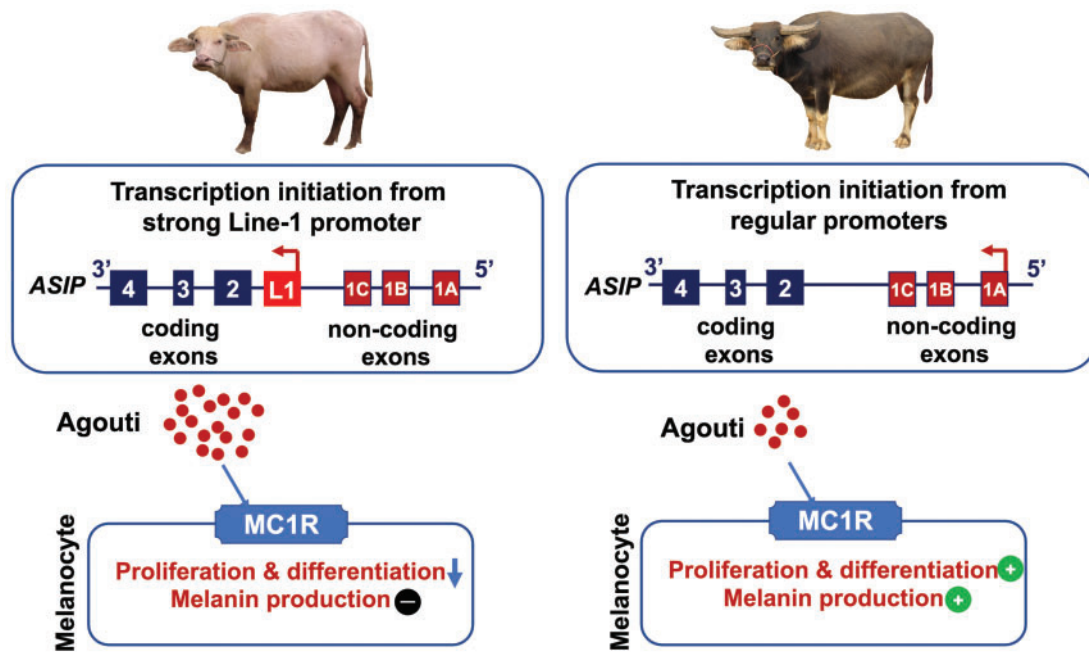 Transcription initiation from
strong Line-1 promoter
3’
5’
ASIP
4
3
2
L1
1C
1B
1A
coding
exons
non-coding
exons
Agouti
MC1R
Melanocyte
Proliferation & differentiation
Melanin production −
Transcription initiation from
regular promoters
3’
5’
ASIP
4
3
2
1C
1B
1A
coding
exons
non-coding
exons
Agouti
MC1R
Melanocyte
Proliferation & differentiation +
Melanin production +